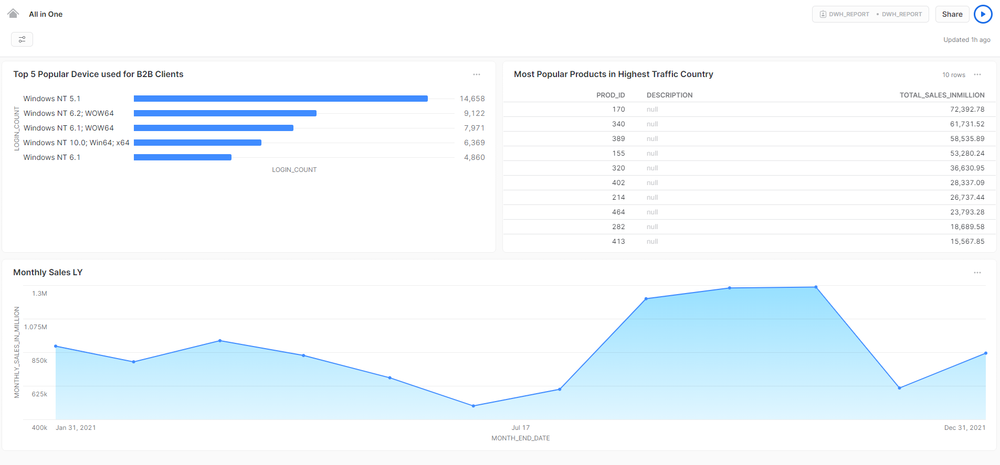 All in One
DWH_REPORT • DWH_REPORT
Share
Updated 1h ago
Top 5 Popular Device used for B2B Clients
LOGIN_COUNT
Windows NT 5.1 14,658
Windows NT 6.2; WOW64 9,122
Windows NT 6.1; WOW64 7,971
Windows NT 10.0; Win64; x64 6,369
Windows NT 6.1 4,860
LOGIN_COUNT
Most Popular Products in Highest Traffic Country
10 rows
PROD_ID DESCRIPTION TOTAL_SALES_INMILLION
170 null 72,392.78
340 null 61,731.52
389 null 58,535.89
155 null 53,280.24
320 null 36,630.95
402 null 28,337.09
214 null 26,737.44
464 null 23,793.28
282 null 18,689.58
413 null 15,567.85
Monthly Sales LY
MONTHLY_SALES_IN_MILLION
1.3M
1.075M
850k
625k
400k
Jan 31, 2021 Jul 17 Dec 31, 2021
MONTH_END_DATE